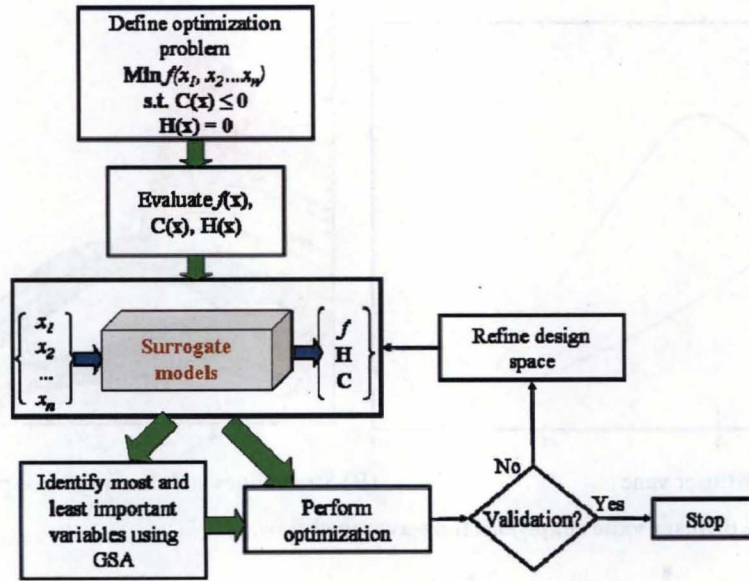 Define optimization
problem
Min f(x1, x2...xn)
s.t. C(x) ≤ 0
H(x) = 0
Evaluate f(x),
C(x), H(x)
x1
x2
...
xn
Surrogate
models
f
H
C
Refine design
space
Identify most and
least important
variables using
GSA
Perform
optimization
No
Validation?
Yes
Stop